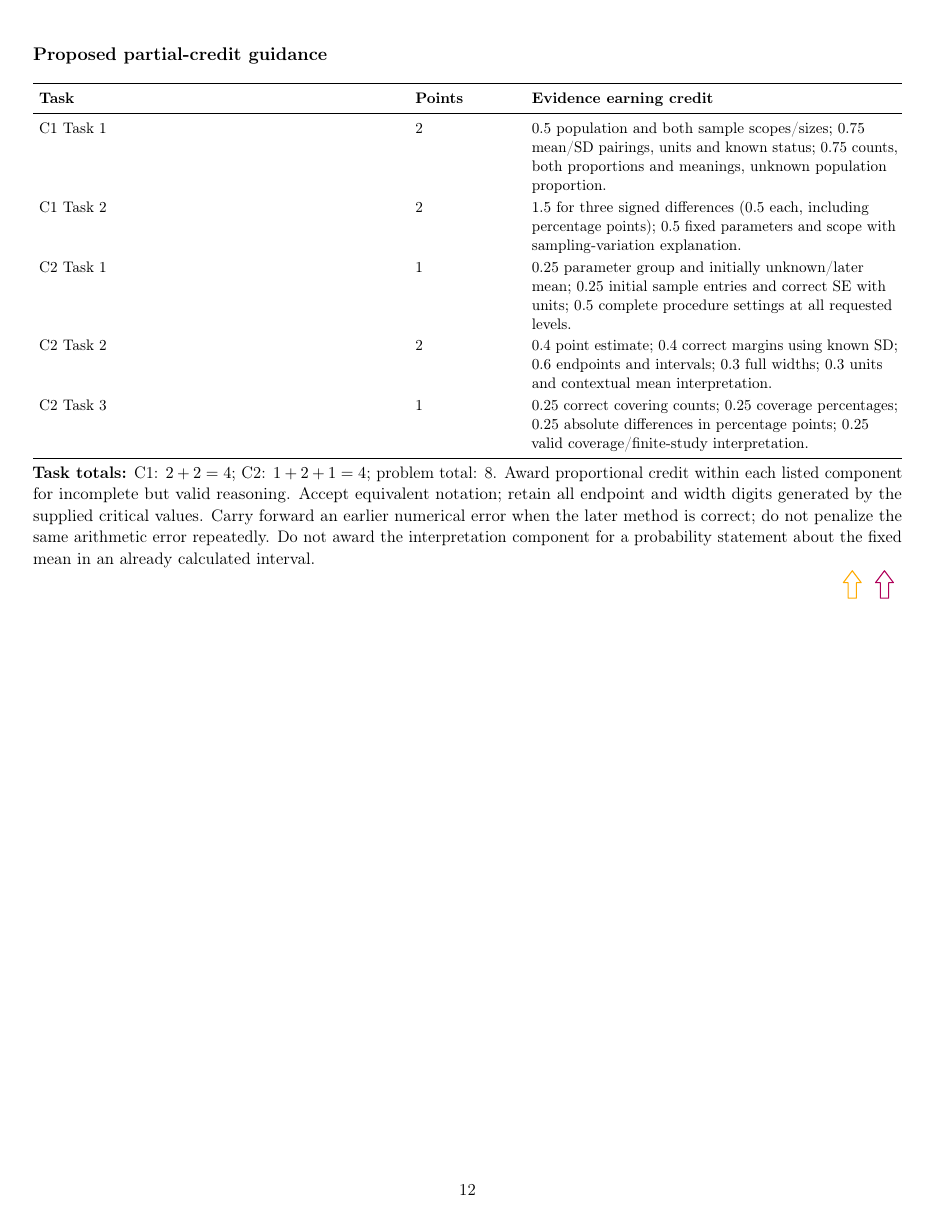 Proposed partial-credit guidance
Task Points Evidence earning credit
C1 Task 1 2 0.5 population and both sample scopes/sizes; 0.75
mean/SD pairings, units and known status; 0.75 counts,
both proportions and meanings, unknown population
proportion.
C1 Task 2 2 1.5 for three signed differences (0.5 each, including
percentage points); 0.5 fixed parameters and scope with
sampling-variation explanation.
C2 Task 1 1 0.25 parameter group and initially unknown/later
mean; 0.25 initial sample entries and correct SE with
units; 0.5 complete procedure settings at all requested
levels.
C2 Task 2 2 0.4 point estimate; 0.4 correct margins using known SD;
0.6 endpoints and intervals; 0.3 full widths; 0.3 units
and contextual mean interpretation.
C2 Task 3 1 0.25 correct covering counts; 0.25 coverage percentages;
0.25 absolute differences in percentage points; 0.25
valid coverage/finite-study interpretation.
Task totals: C1: 2 + 2 = 4; C2: 1 + 2 + 1 = 4; problem total: 8. Award proportional credit within each listed component
for incomplete but valid reasoning. Accept equivalent notation; retain all endpoint and width digits generated by the
supplied critical values. Carry forward an earlier numerical error when the later method is correct; do not penalize the
same arithmetic error repeatedly. Do not award the interpretation component for a probability statement about the fixed
mean in an already calculated interval.
12